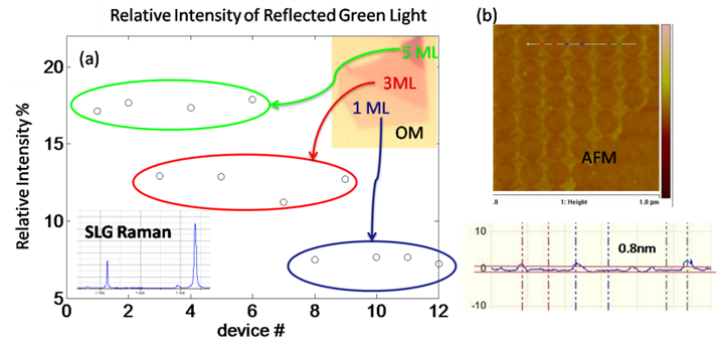 Relative Intensity of Reflected Green Light
(a)
Relative Intensity %
20
15
10
5
0
5 ML
3ML
1 ML
OM
SLG Raman
0 2 4 6 8 10 12
device #
(b)
AFM
.8 1: Height 1.0 µm
10
0
-10
0.8nm